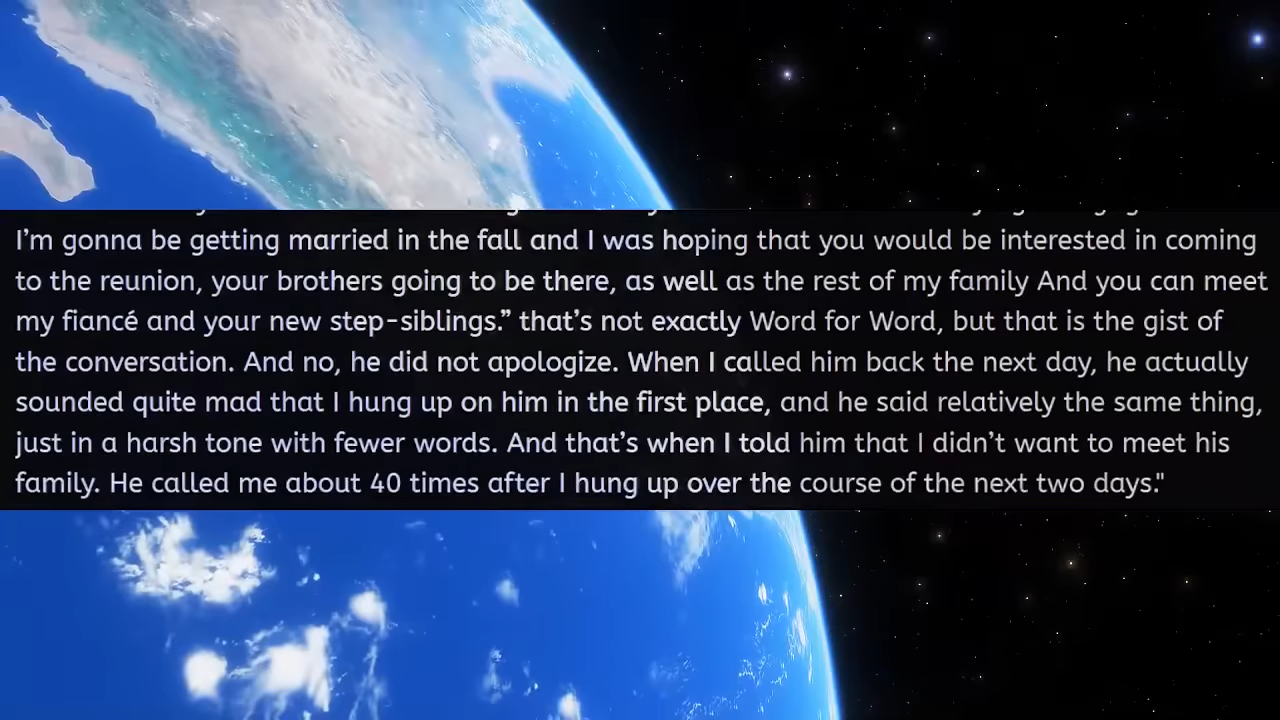 I'm gonna be getting married in the fall and I was hoping that you would be interested in coming
to the reunion, your brothers going to be there, as well as the rest of my family And you can meet
my fiancé and your new step-siblings.” that’s not exactly Word for Word, but that is the gist of
the conversation. And no, he did not apologize. When I called him back the next day, he actually
sounded quite mad that I hung up on him in the first place, and he said relatively the same thing,
just in a harsh tone with fewer words. And that’s when I told him that I didn’t want to meet his
family. He called me about 40 times after I hung up over the course of the next two days."